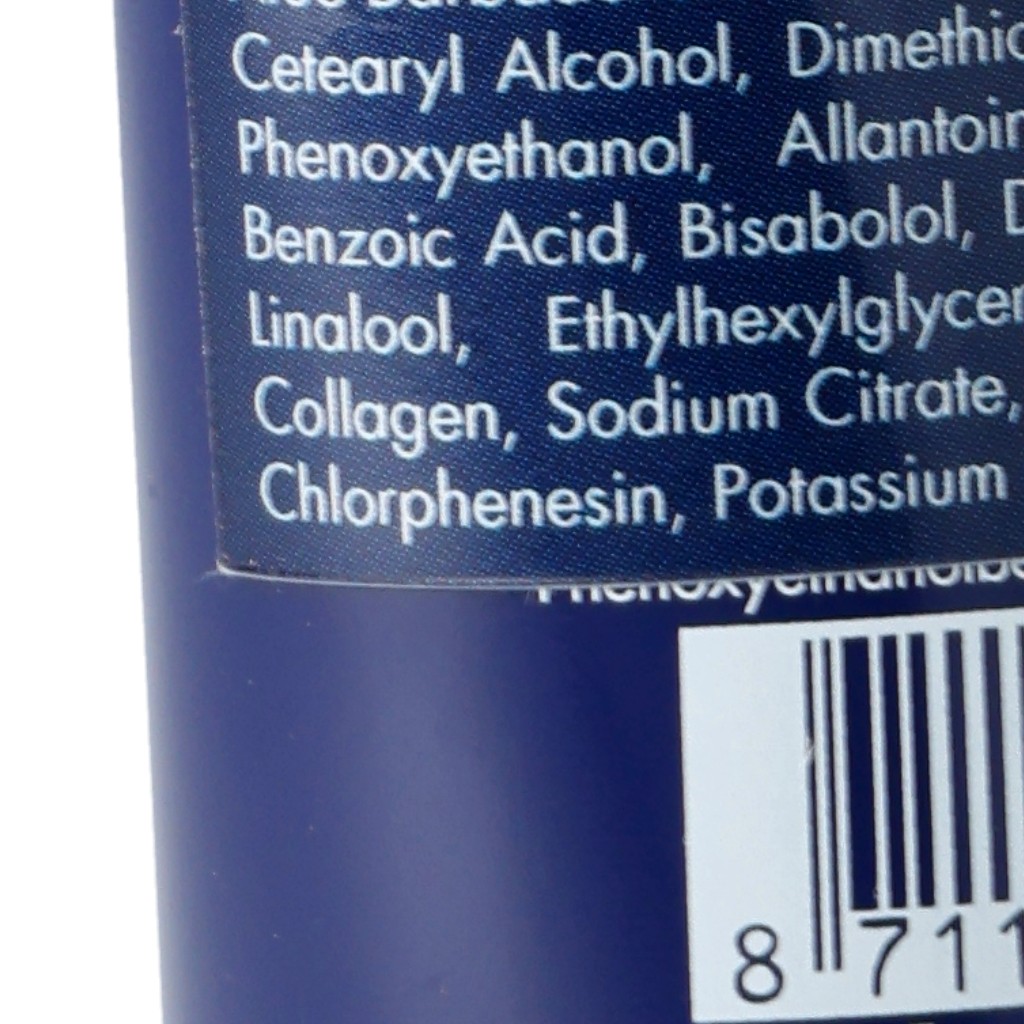 Cetearyl Alcohol, Dimethic
Phenoxyethanol, Allantoin
Benzoic Acid, Bisabolol, D
Linalool, Ethylhexylglycer
Collagen, Sodium Citrate,
Chlorphenesin, Potassium
8 711